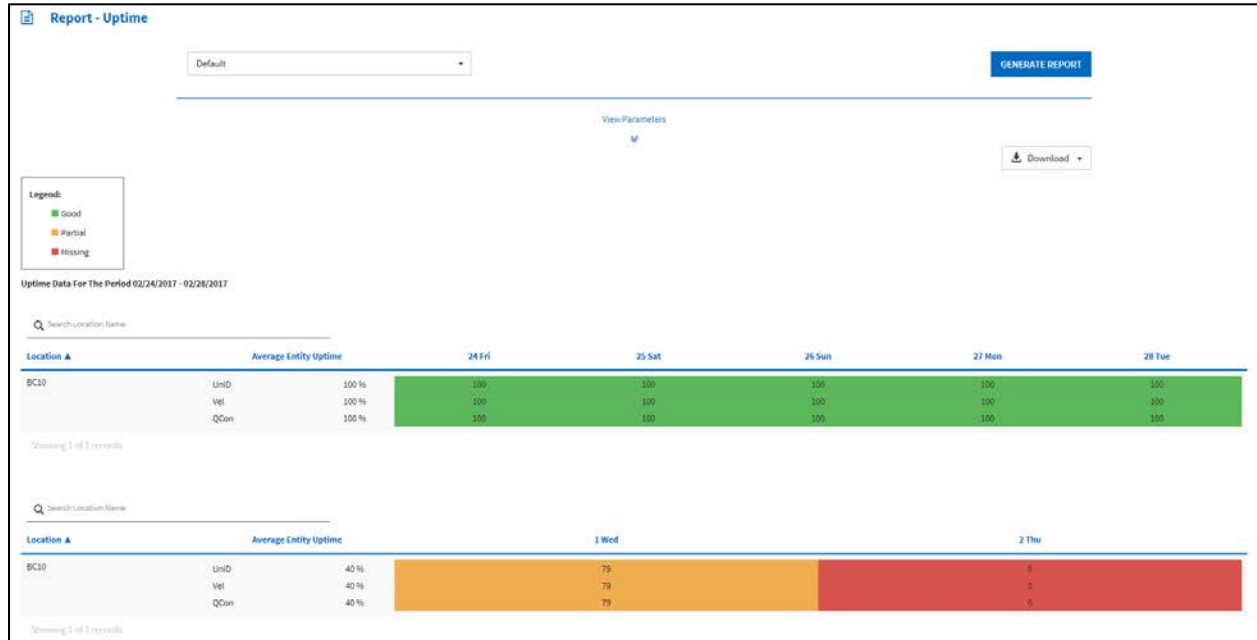 Report - Uptime
Default
GENERATE REPORT
View Parameters
Download
Legend:
Good
Partial
Missing
Uptime Data For The Period 02/24/2017 - 02/28/2017
Search Location Name
Location ▲ Average Entity Uptime 24 Fri 25 Sat 26 Sun 27 Mon 28 Tue
BC10 UniD 100 % 100 100 100 100 100
Vel 100 % 100 100 100 100 100
QCon 100 % 100 100 100 100 100
Showing 1 of 1 records
Search Location Name
Location ▲ Average Entity Uptime 1 Wed 2 Thu
BC10 UniD 40 % 79 0
Vel 40 % 79 0
QCon 40 % 79 0
Showing 1 of 1 records